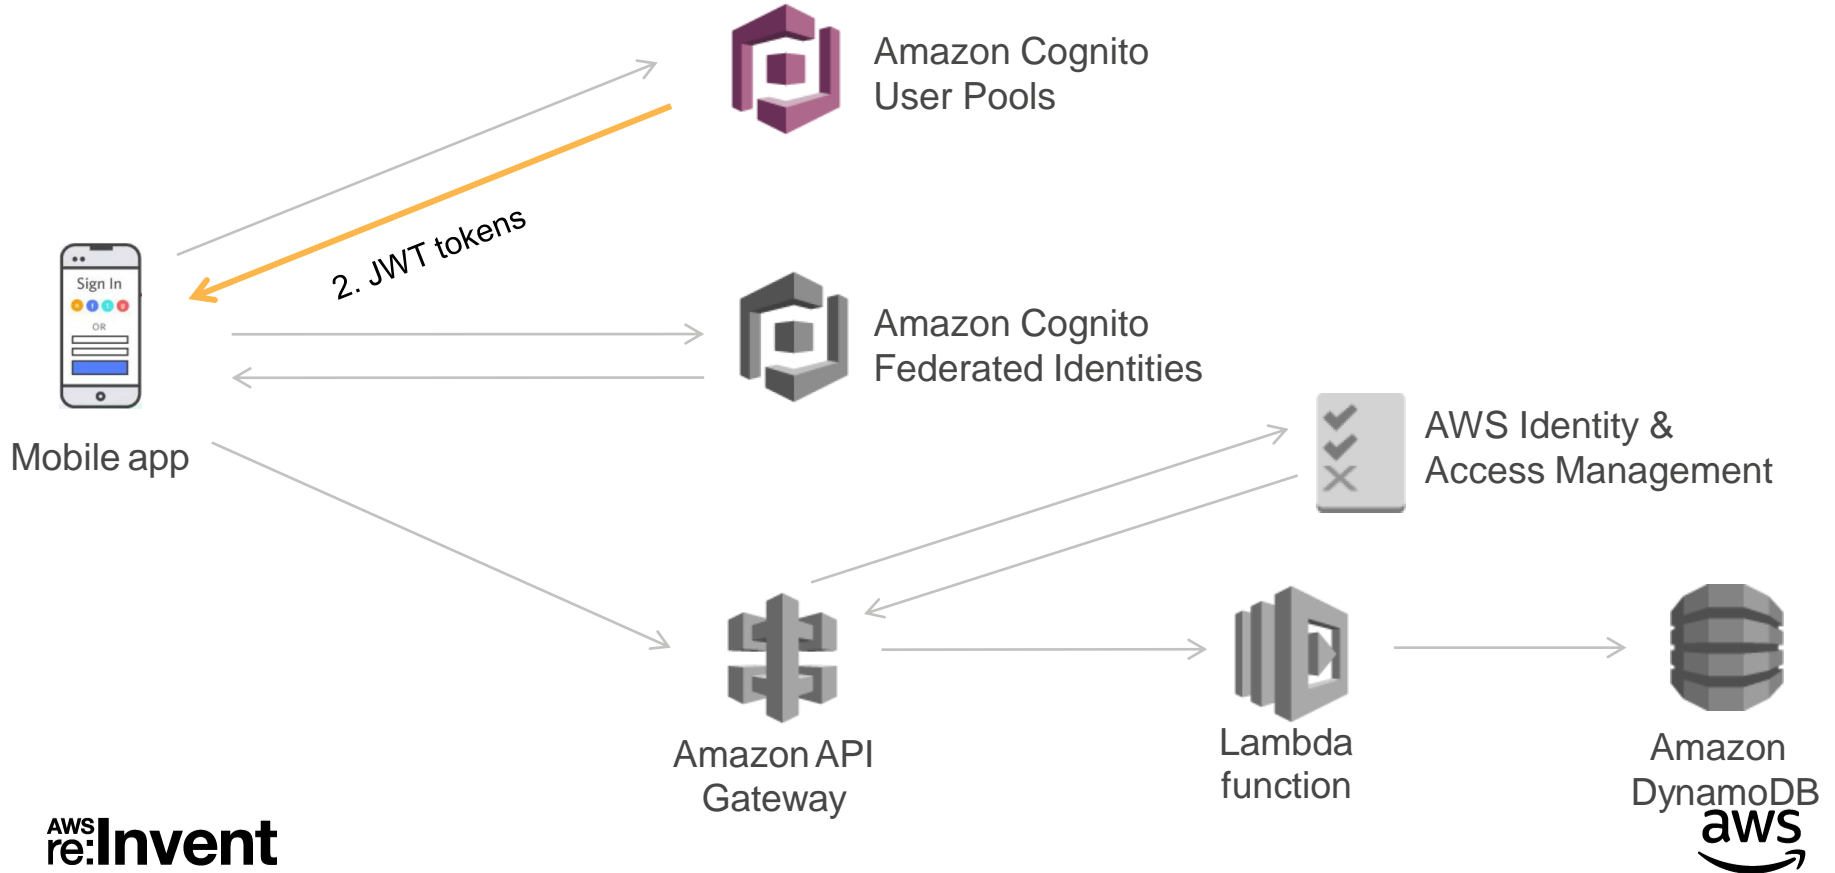 Amazon Cognito
User Pools
2. JWT tokens
Sign In
OR
Mobile app
Amazon Cognito
Federated Identities
AWS Identity &
Access Management
Amazon API
Gateway
Lambda
function
Amazon
DynamoDB
AWS
re:Invent
aws